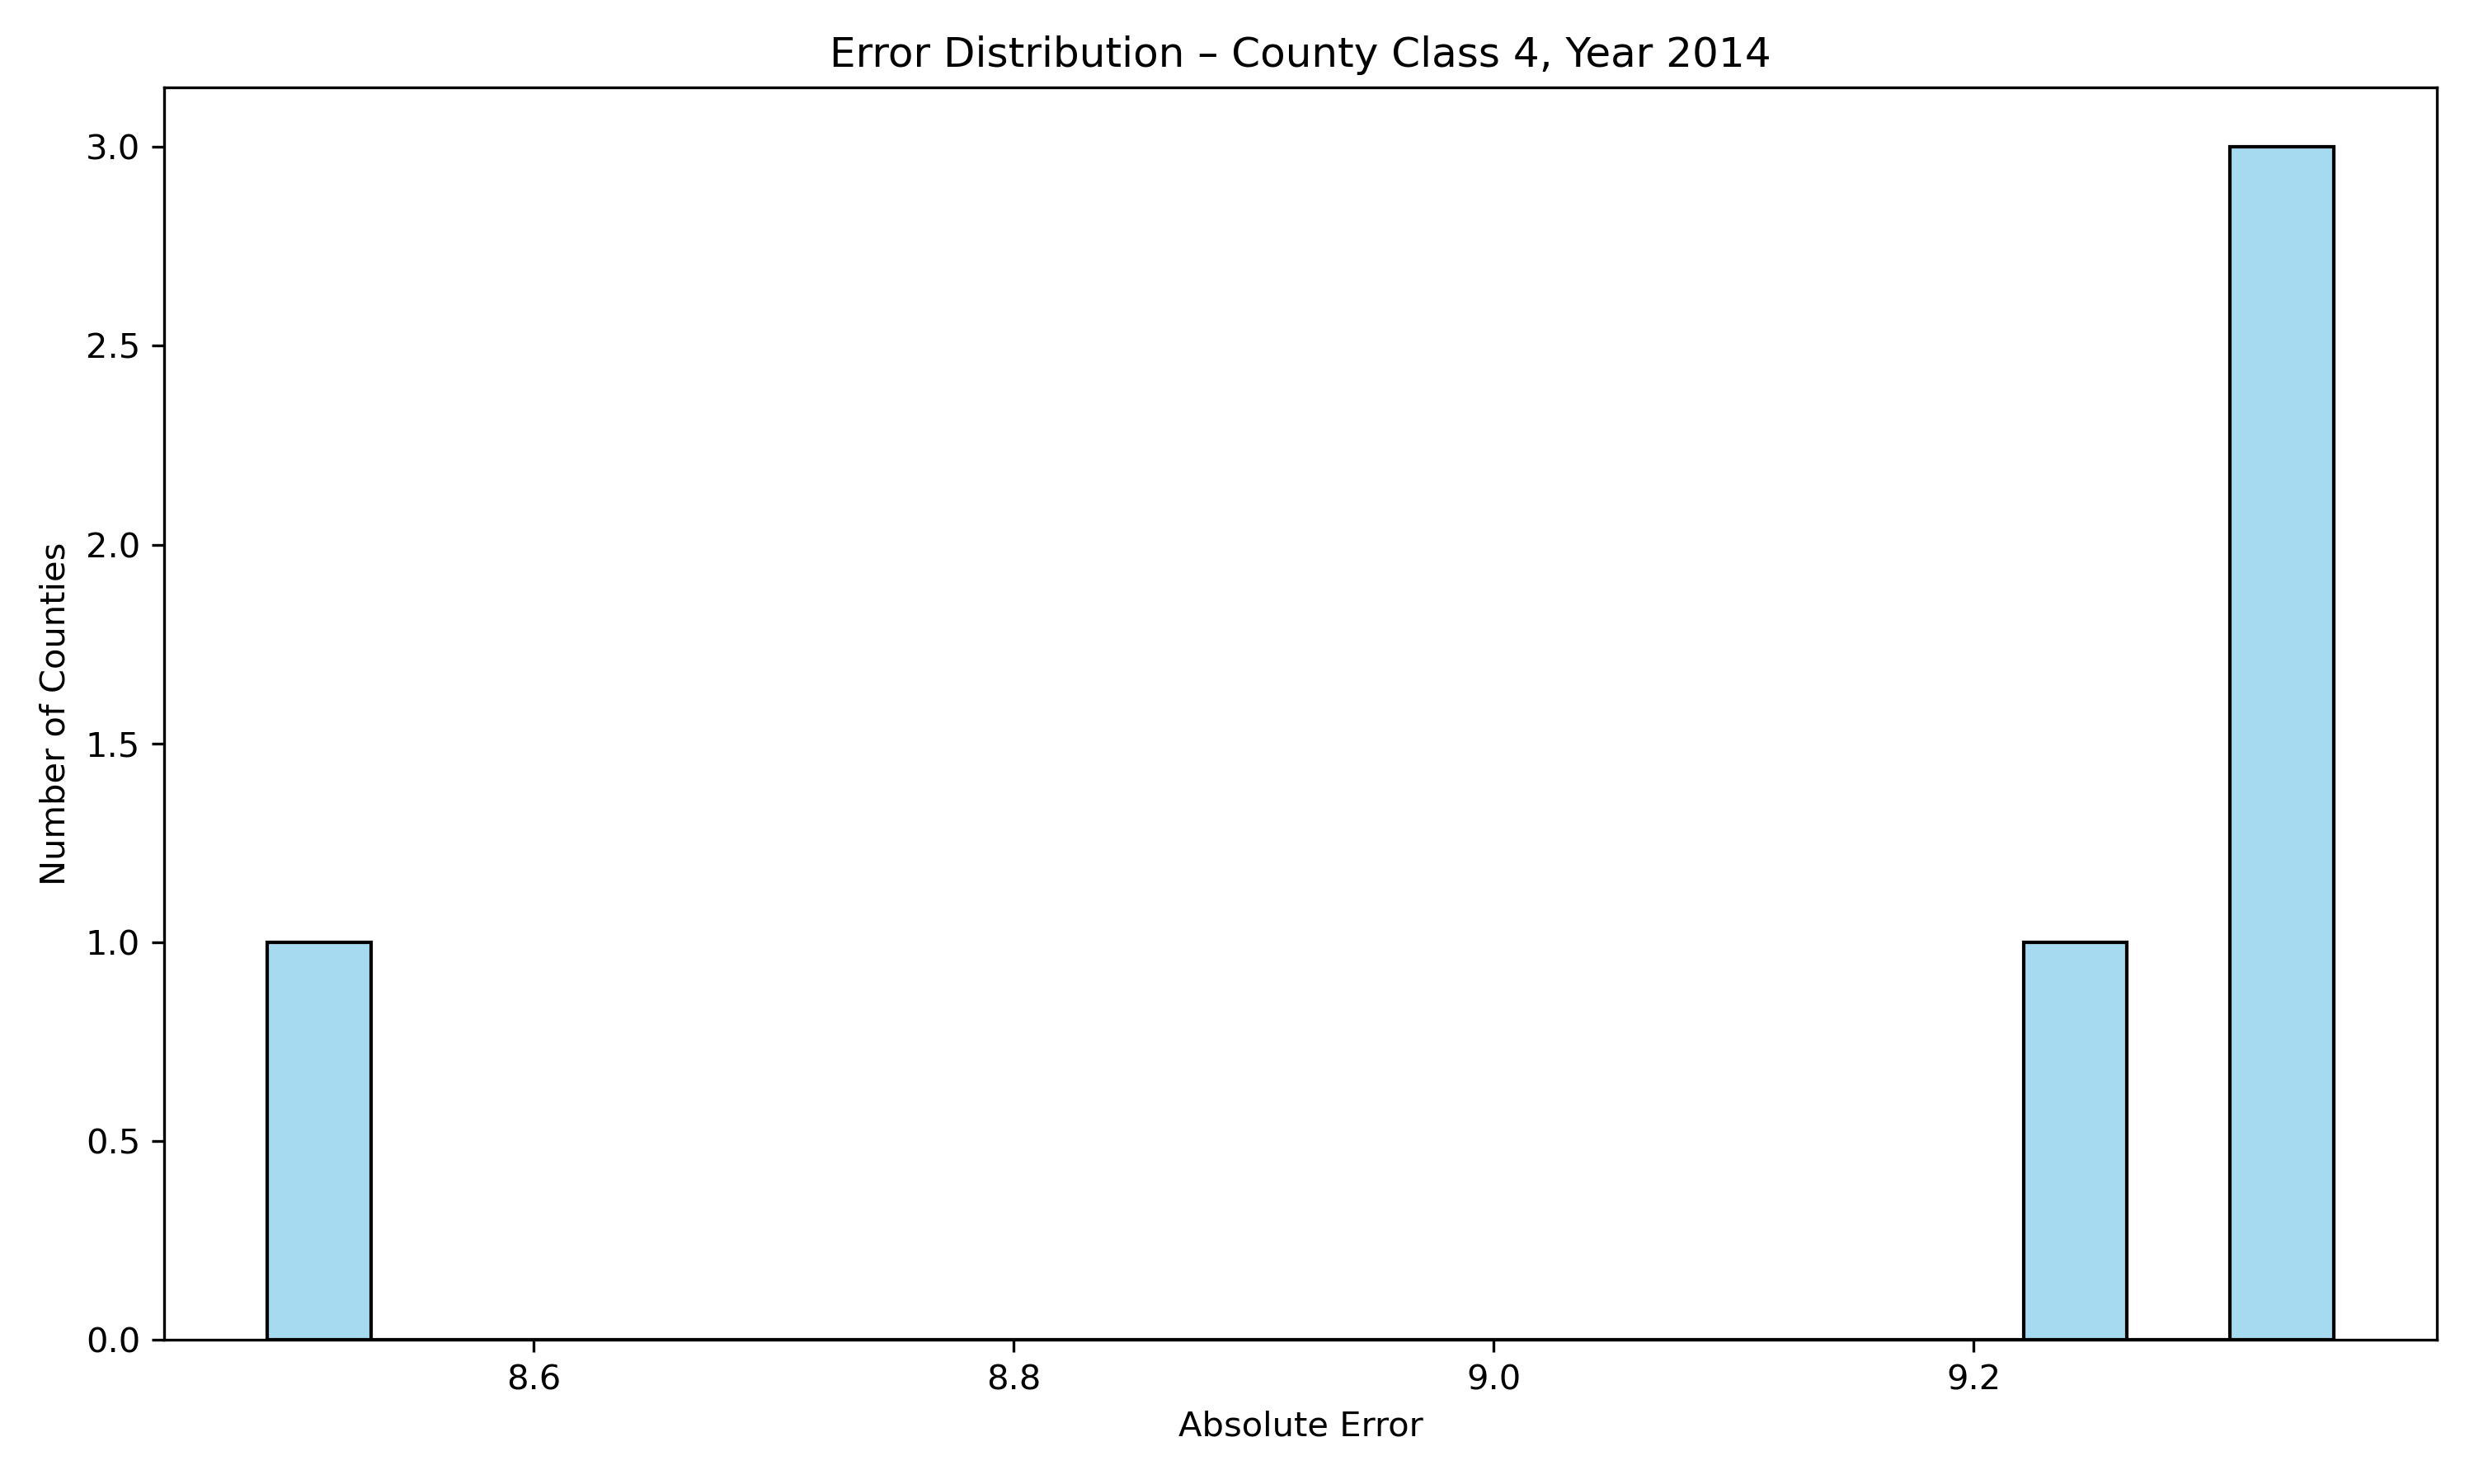 Error Distribution – County Class 4, Year 2014
3.0
2.5
2.0
1.5
1.0
0.5
0.0
Number of Counties
8.6 8.8 9.0 9.2
Absolute Error